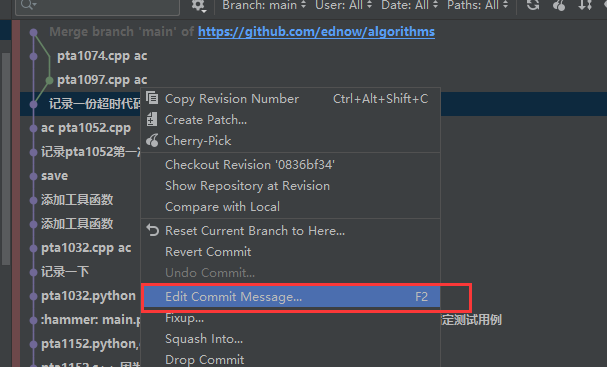 Branch: main User: All Date: All Paths: All
Merge branch 'main' of https://github.com/ednow/algorithms
pta1074.cpp ac
pta1097.cpp ac
记录一份超时代码
ac pta1052.cpp
记录pta1052第一次
save
添加工具函数
添加工具函数
pta1032.cpp ac
记录一下
pta1032.python
:hammer: main.p
定测试用例
pta1152.python,
Copy Revision Number Ctrl+Alt+Shift+C
Create Patch...
Cherry-Pick
Checkout Revision '0836bf34'
Show Repository at Revision
Compare with Local
Reset Current Branch to Here...
Revert Commit
Undo Commit...
Edit Commit Message... F2
Fixup...
Squash Into...
Drop Commit